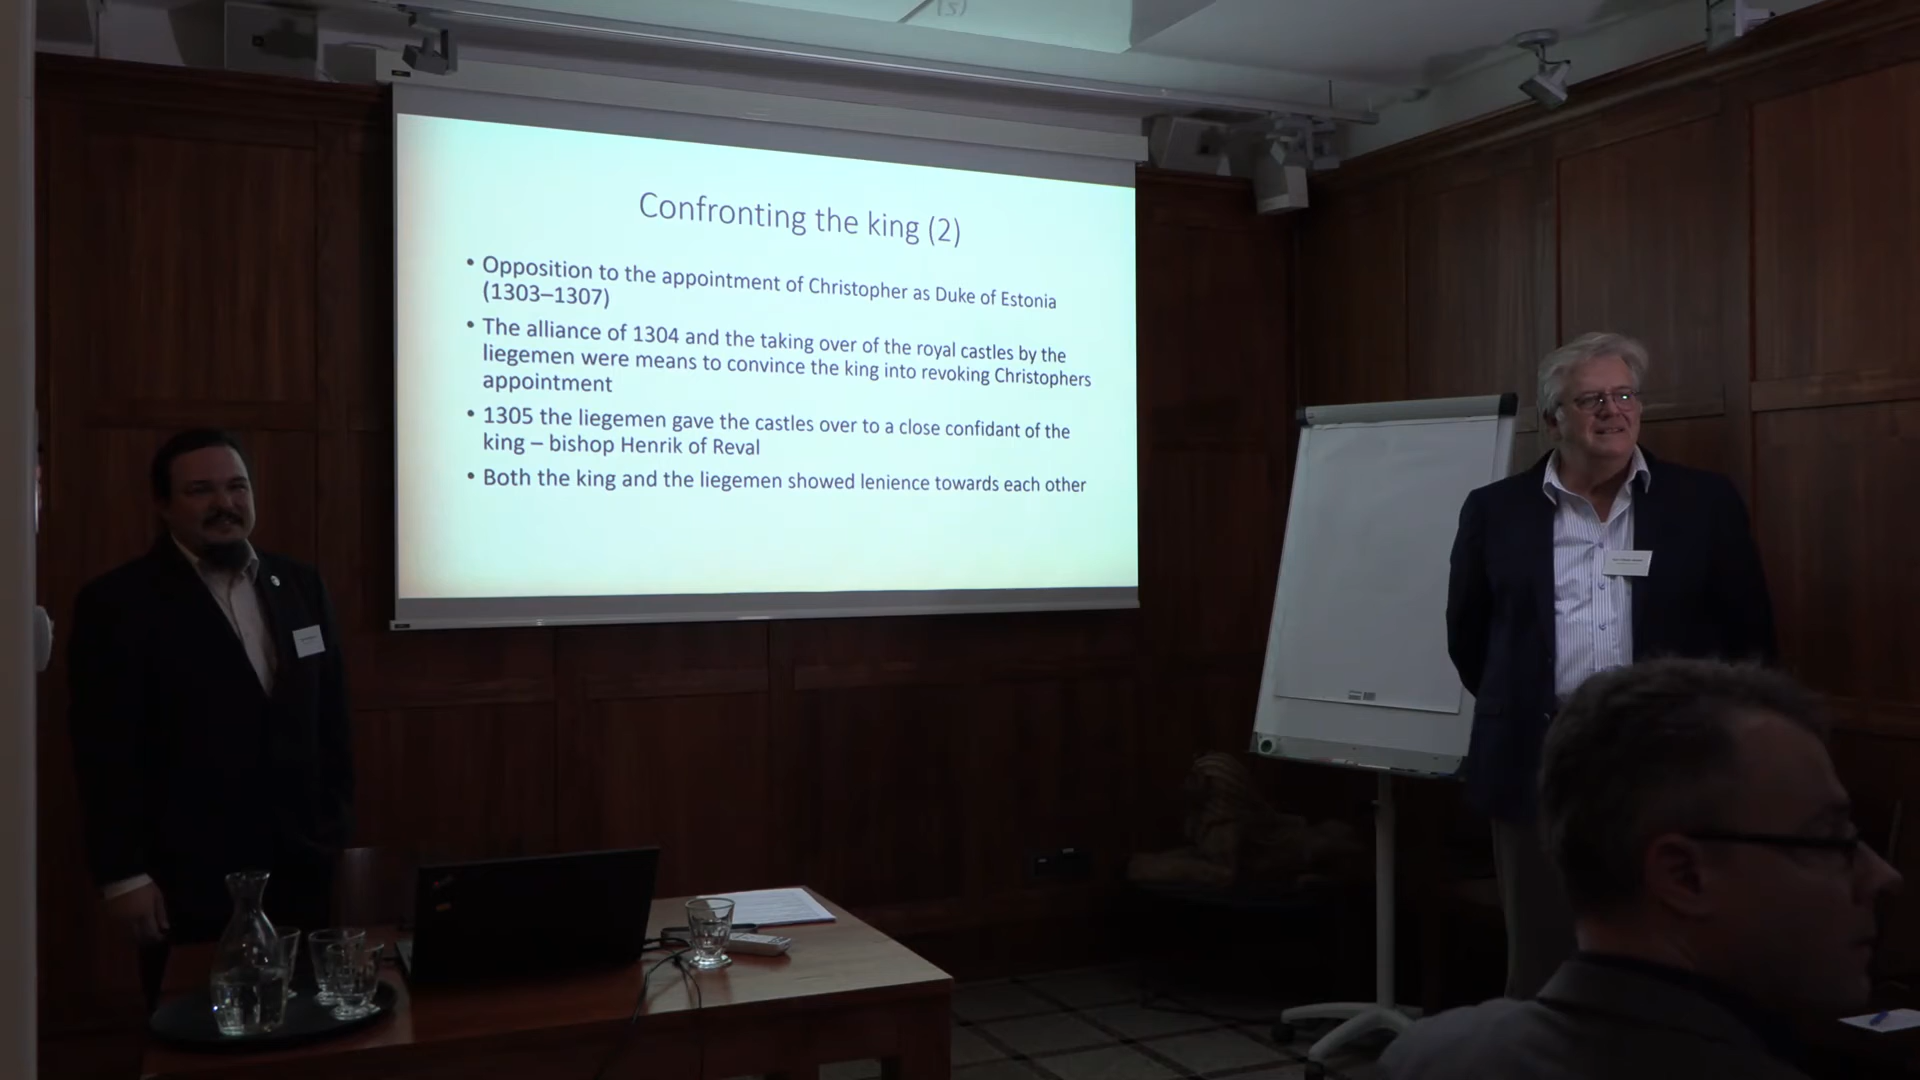 Confronting the king (2)
• Opposition to the appointment of Christopher as Duke of Estonia
(1303–1307)
• The alliance of 1304 and the taking over of the royal castles by the
liegemen were means to convince the king into revoking Christophers
appointment
• 1305 the liegemen gave the castles over to a close confidant of the
king – bishop Henrik of Reval
• Both the king and the liegemen showed lenience towards each other